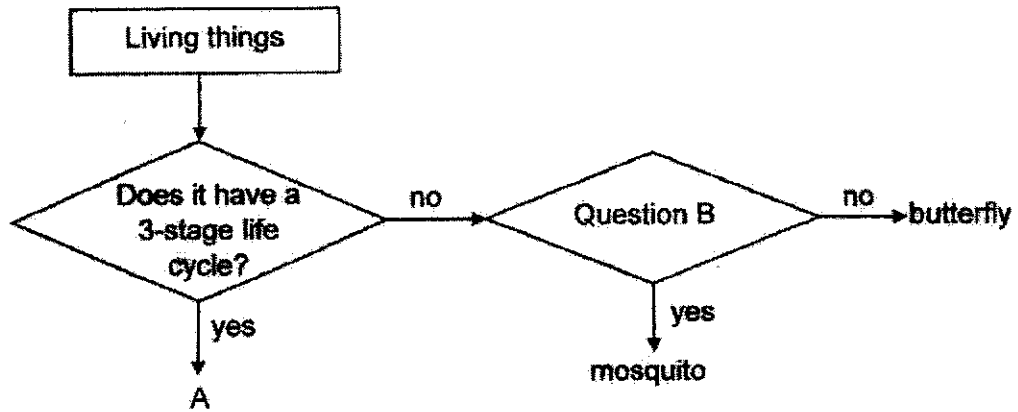 Living things
Does it have a
3-stage life
cycle?
no
Question B
no
butterfly
yes
A
yes
mosquito